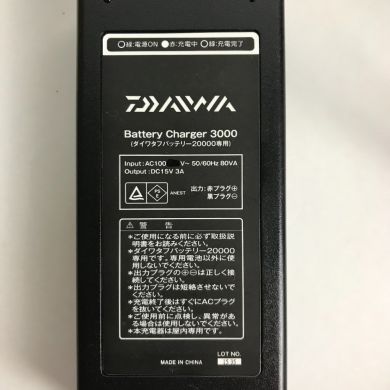 ○緑:電源ON ●赤:充電中 ○緑:充電完了
DAIWA
Battery Charger 3000
(ダイワタフバッテリー20000専用)
Input:AC100 V~ 50/60Hz 80VA
Output:DC15V 3A
PS
E
ANEST
出力:赤プラグ⊕
黒プラグ⊖
⚠ 警 告
*ご使用になる前に必ず取扱説
明書をお読みください。
*ダイワタフバッテリー20000
専用です。専用電池以外に使
用しないでください。
*出力プラグの⊕⊖は正しく接
続してください。
*出力プラグは短絡させないで
ください。
*充電終了後はすぐにACプラグ
を抜いてください。
*ご使用前に点検し、異常があ
る場合は使用しないでください。
*本充電器は屋内専用です。
LOT NO.
MADE IN CHINA